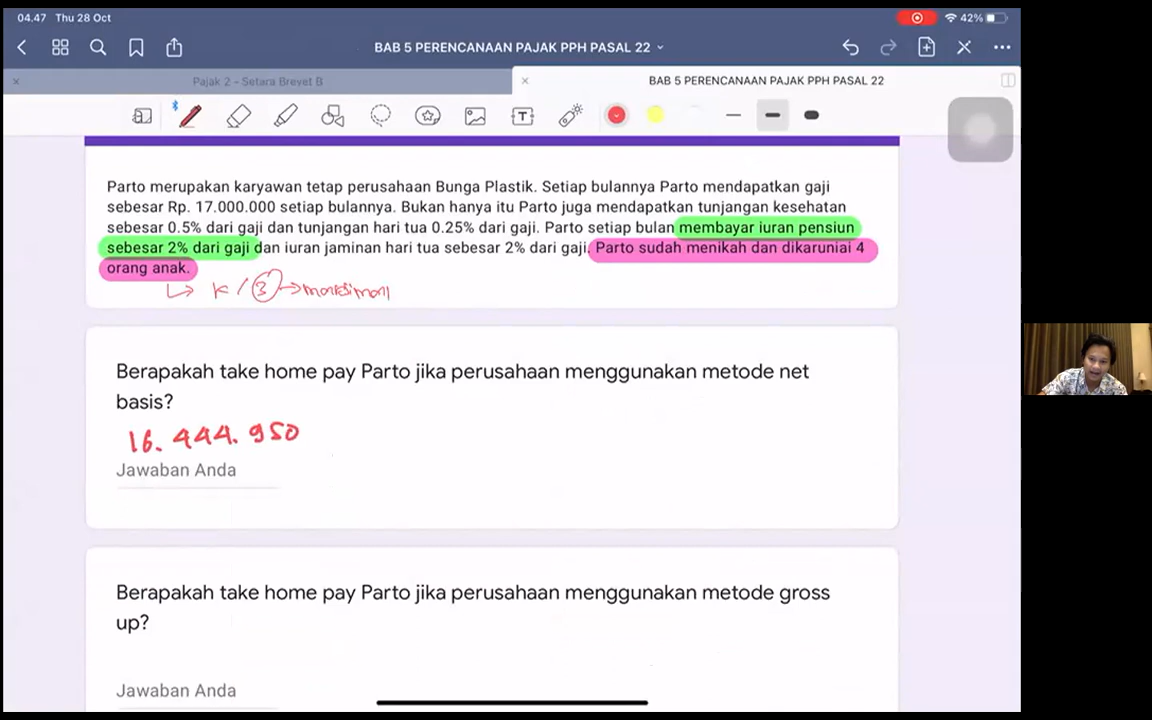 04.47 Thu 28 Oct
42%
BAB 5 PERENCANAAN PAJAK PPH PASAL 22
Pajak 2 - Setara Brevet B
BAB 5 PERENCANAAN PAJAK PPH PASAL 22
Parto merupakan karyawan tetap perusahaan Bunga Plastik. Setiap bulannya Parto mendapatkan gaji
sebesar Rp. 17.000.000 setiap bulannya. Bukan hanya itu Parto juga mendapatkan tunjangan kesehatan
sebesar 0.5% dari gaji dan tunjangan hari tua 0.25% dari gaji. Parto setiap bulan membayar iuran pensiun
sebesar 2% dari gaji dan iuran jaminan hari tua sebesar 2% dari gaji. Parto sudah menikah dan dikaruniai 4
orang anak.
K / 3 → maksimal
Berapakah take home pay Parto jika perusahaan menggunakan metode net
basis?
16.444.950
Jawaban Anda
Berapakah take home pay Parto jika perusahaan menggunakan metode gross
up?
Jawaban Anda